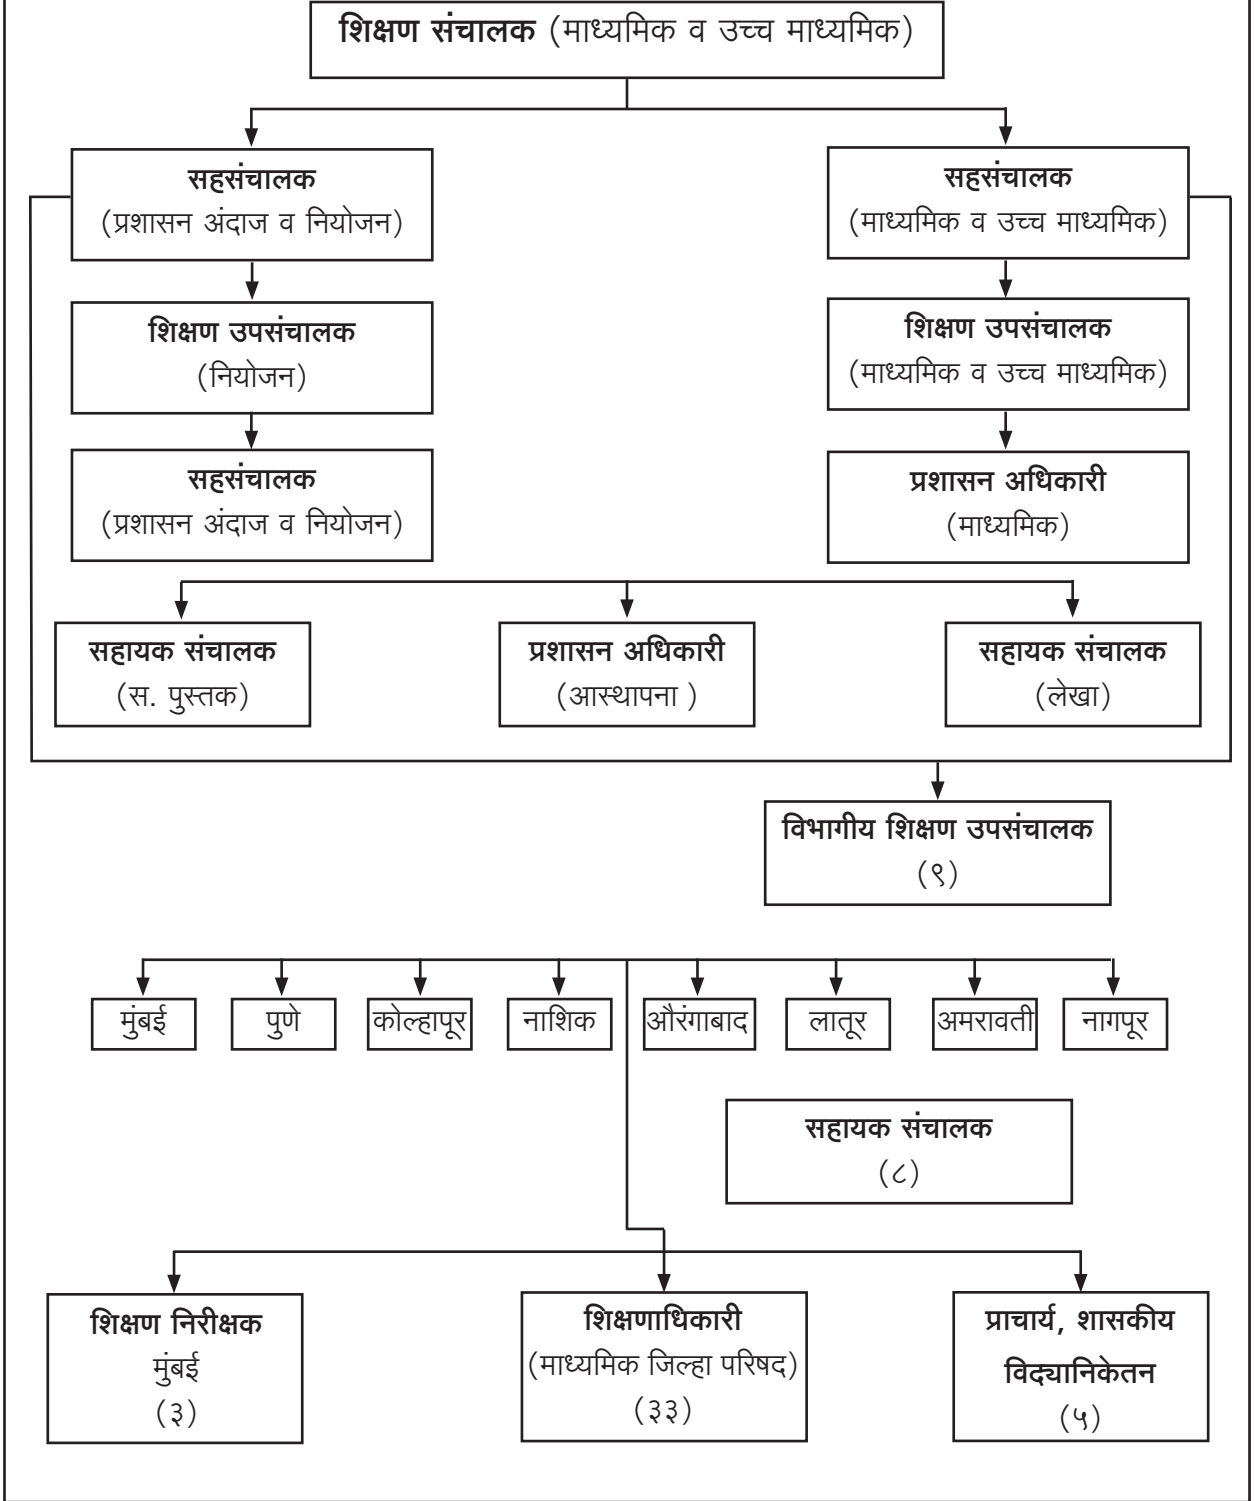 शिक्षण संचालक (माध्यमिक व उच्च माध्यमिक)
सहसंचालक
(प्रशासन अंदाज व नियोजन)
सहसंचालक
(माध्यमिक व उच्च माध्यमिक)
शिक्षण उपसंचालक
(नियोजन)
शिक्षण उपसंचालक
(माध्यमिक व उच्च माध्यमिक)
सहसंचालक
(प्रशासन अंदाज व नियोजन)
प्रशासन अधिकारी
(माध्यमिक)
सहायक संचालक
(स. पुस्तक)
प्रशासन अधिकारी
(आस्थापना )
सहायक संचालक
(लेखा)
विभागीय शिक्षण उपसंचालक
(९)
मुंबई
पुणे
कोल्हापूर
नाशिक
औरंगाबाद
लातूर
अमरावती
नागपूर
सहायक संचालक
(८)
शिक्षण निरीक्षक
मुंबई
(३)
शिक्षणाधिकारी
(माध्यमिक जिल्हा परिषद)
(३३)
प्राचार्य, शासकीय
विद्यानिकेतन
(५)